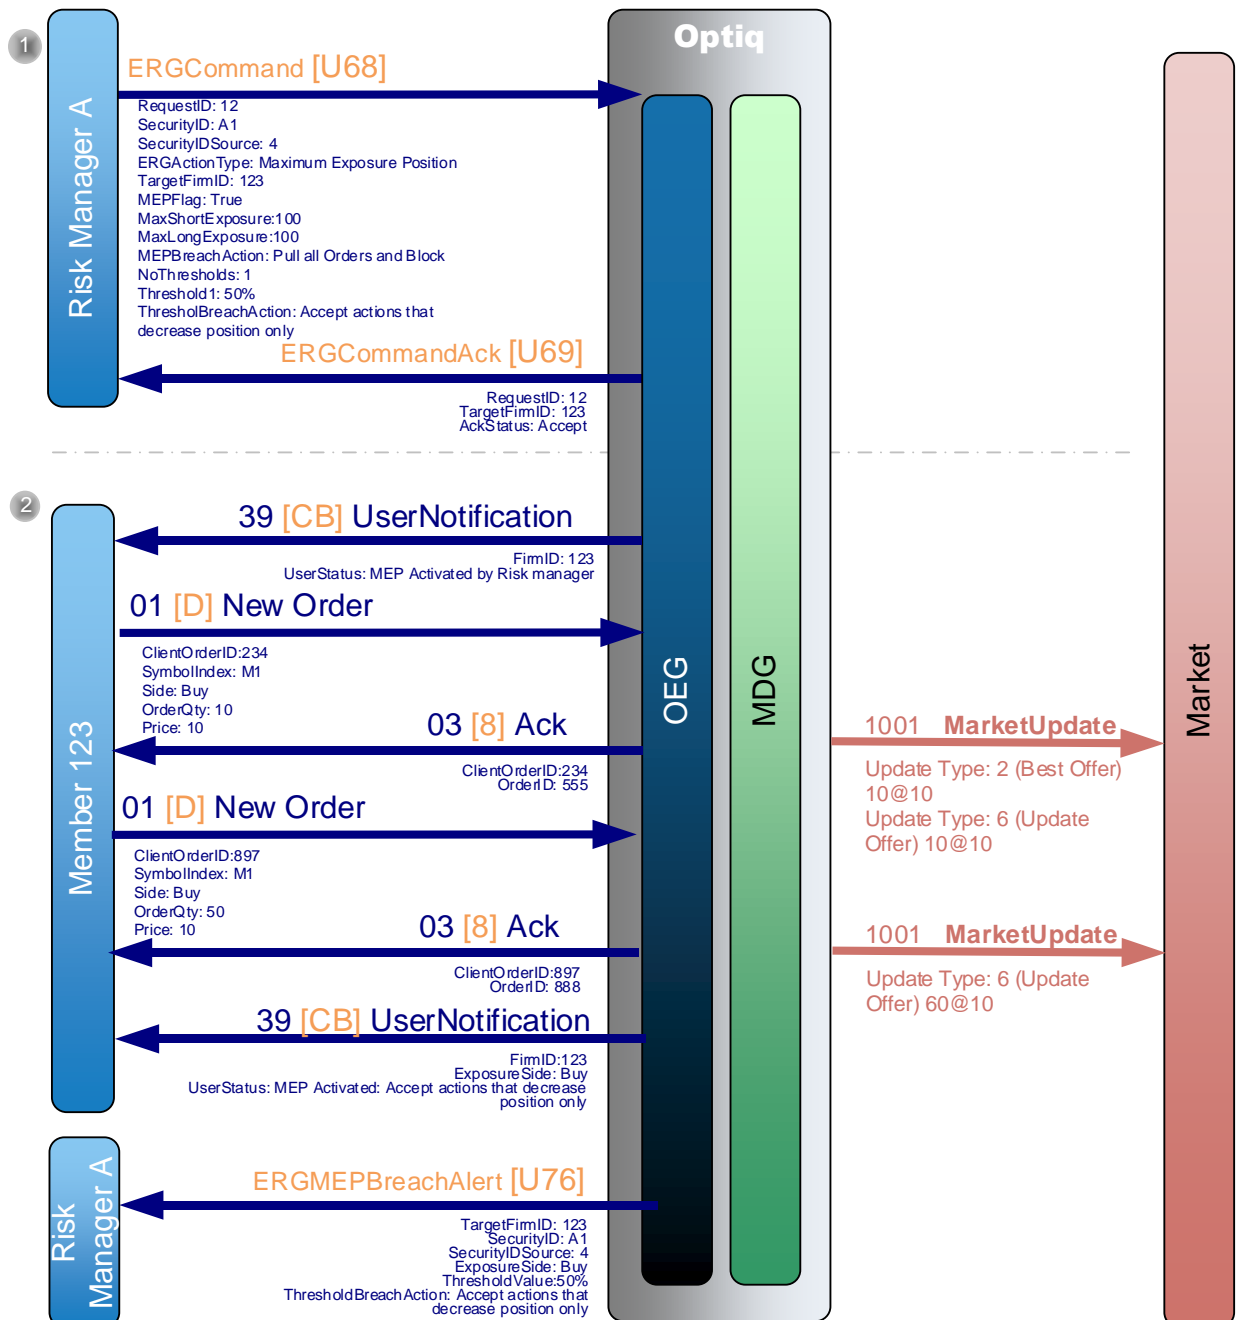 Optiq
1
Risk Manager A
ERGCommand [U68]
RequestID: 12
SecurityID: A1
SecurityIDSource: 4
ERGActionType: Maximum Exposure Position
TargetFirmID: 123
MEPFlag: True
MaxShortExposure:100
MaxLongExposure:100
MEPBreachAction: Pull all Orders and Block
NoThresholds: 1
Threshold1: 50%
ThresholBreachAction: Accept actions that
decrease position only
ERGCommandAck [U69]
RequestID: 12
TargetFirmID: 123
AckStatus: Accept
2
Member 123
39 [CB] UserNotification
FirmID: 123
UserStatus: MEP Activated by Risk manager
01 [D] New Order
ClientOrderID:234
SymbolIndex: M1
Side: Buy
OrderQty: 10
Price: 10
03 [8] Ack
ClientOrderID:234
OrderID: 555
01 [D] New Order
ClientOrderID:897
SymbolIndex: M1
Side: Buy
OrderQty: 50
Price: 10
03 [8] Ack
ClientOrderID:897
OrderID: 888
39 [CB] UserNotification
FirmID:123
ExposureSide: Buy
UserStatus: MEP Activated: Accept actions that decrease
position only
Risk
Manager A
ERGMEPBreachAlert [U76]
TargetFirmID: 123
SecurityID: A1
SecurityIDSource: 4
ExposureSide: Buy
ThresholdValue:50%
ThresholdBreachAction: Accept actions that
decrease position only
OEG
MDG
1001 MarketUpdate
Update Type: 2 (Best Offer)
10@10
Update Type: 6 (Update
Offer) 10@10
1001 MarketUpdate
Update Type: 6 (Update
Offer) 60@10
Market